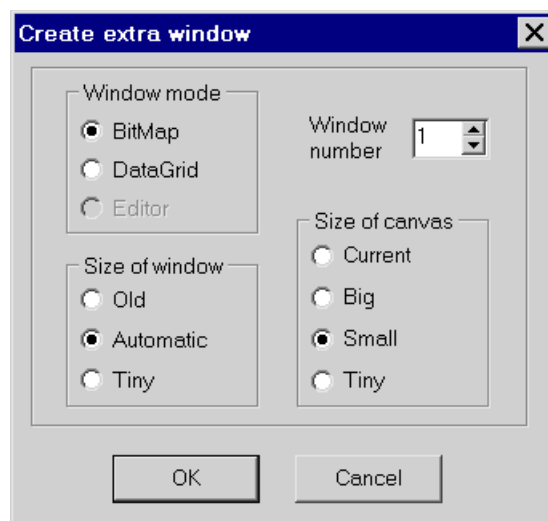 Create extra window
Window mode
BitMap
DataGrid
Editor
Window
number
1
Size of window
Old
Automatic
Tiny
Size of canvas
Current
Big
Small
Tiny
OK
Cancel